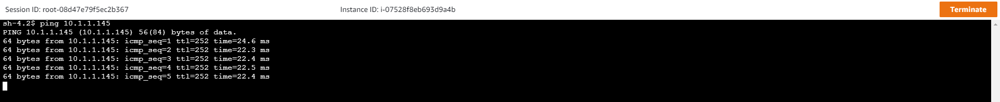 Session ID: root-08d47e79f5ec2b367 Instance ID: i-07528f8eb693d9a4b Terminate
sh-4.2$ ping 10.1.1.145
PING 10.1.1.145 (10.1.1.145) 56(84) bytes of data.
64 bytes from 10.1.1.145: icmp_seq=1 ttl=252 time=24.6 ms
64 bytes from 10.1.1.145: icmp_seq=2 ttl=252 time=22.3 ms
64 bytes from 10.1.1.145: icmp_seq=3 ttl=252 time=22.4 ms
64 bytes from 10.1.1.145: icmp_seq=4 ttl=252 time=22.5 ms
64 bytes from 10.1.1.145: icmp_seq=5 ttl=252 time=22.4 ms